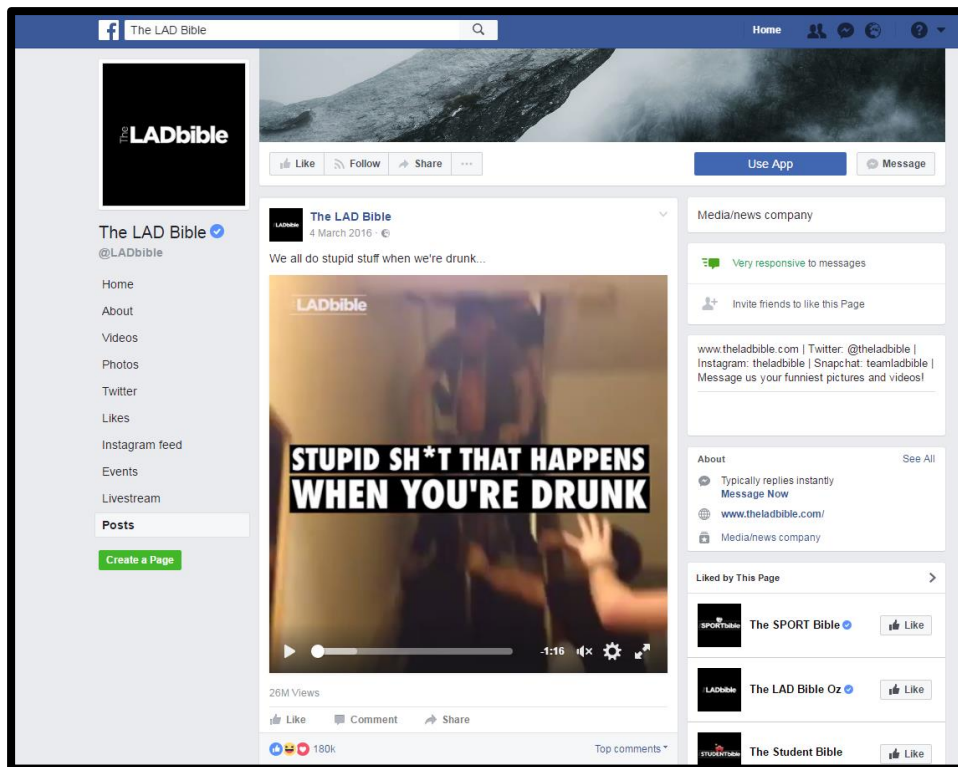 The LAD Bible
Home
The LADbible
Like
Follow
Share
Use App
Message
The LAD Bible
@LADbible
Home
About
Videos
Photos
Twitter
Likes
Instagram feed
Events
Livestream
Posts
Create a Page
LADbible
The LAD Bible
4 March 2016
We all do stupid stuff when we're drunk...
LADbible
STUPID SH*T THAT HAPPENS
WHEN YOU'RE DRUNK
-1:16
26M Views
Like Comment Share
180k
Top comments
Media/news company
Very responsive to messages
Invite friends to like this Page
www.theladbible.com | Twitter: @theladbible |
Instagram: theladbible | Snapchat: teamladbible |
Message us your funniest pictures and videos!
About
See All
Typically replies instantly
Message Now
www.theladbible.com/
Media/news company
Liked by This Page
SPORTbible
The SPORT Bible
Like
LADbible
The LAD Bible Oz
Like
STUDENTbible
The Student Bible
Like